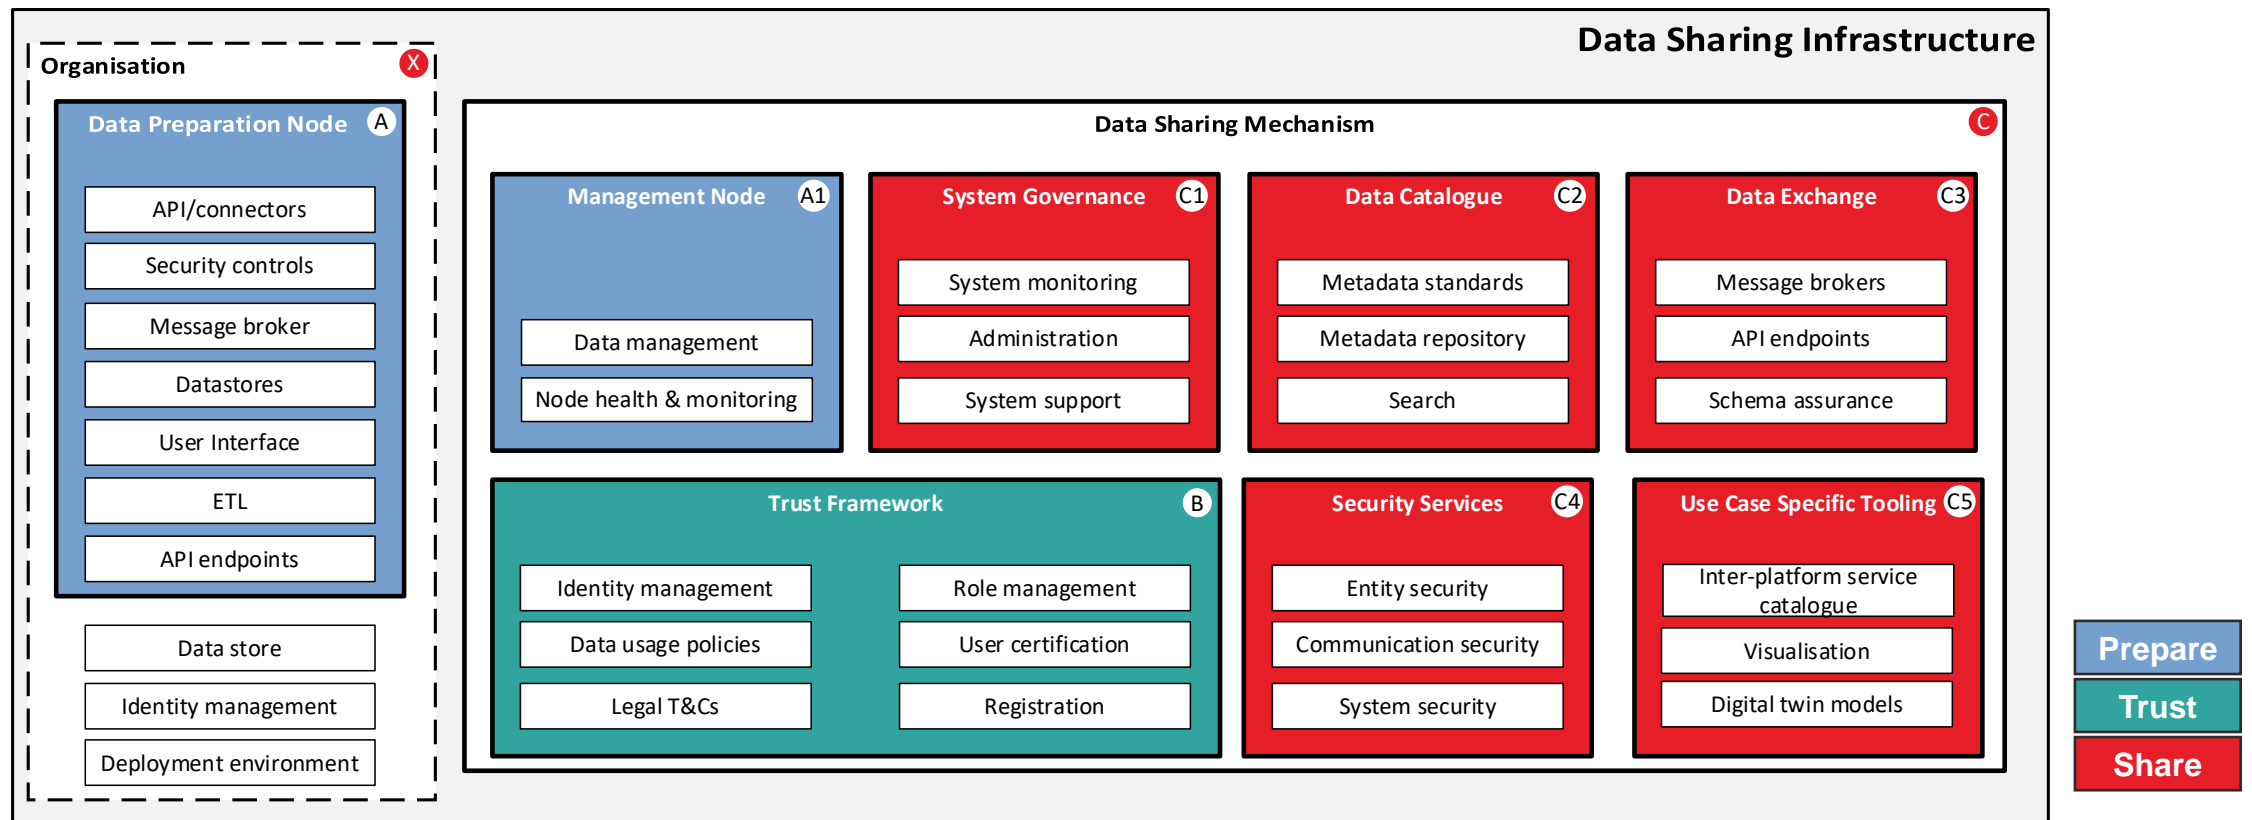 Data Sharing Infrastructure
Organisation
X
Data Preparation Node
A
API/connectors
Security controls
Message broker
Datastores
User Interface
ETL
API endpoints
Data store
Identity management
Deployment environment
Data Sharing Mechanism
C
Management Node
A1
Data management
Node health & monitoring
System Governance
C1
System monitoring
Administration
System support
Data Catalogue
C2
Metadata standards
Metadata repository
Search
Data Exchange
C3
Message brokers
API endpoints
Schema assurance
Trust Framework
B
Identity management
Role management
Data usage policies
User certification
Legal T&Cs
Registration
Security Services
C4
Entity security
Communication security
System security
Use Case Specific Tooling
C5
Inter-platform service
catalogue
Visualisation
Digital twin models
Prepare
Trust
Share